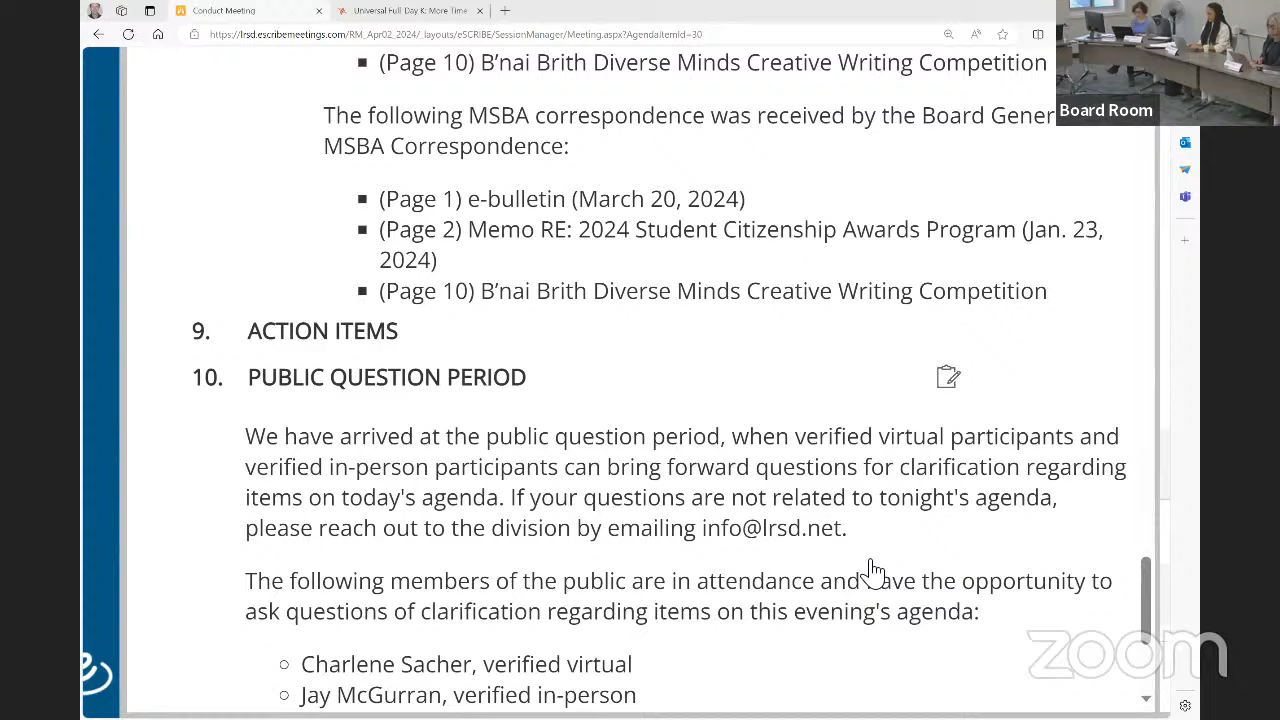 Conduct Meeting
Universal Full Day K: More Time
https://lrsd.escribemeetings.com/RM_Apr02_2024/_layouts/eSCRIBE/SessionManager/Meeting.aspx?AgendaItemId=30
Board Room
(Page 10) B'nai Brith Diverse Minds Creative Writing Competition
The following MSBA correspondence was received by the Board Gener
MSBA Correspondence:
(Page 1) e-bulletin (March 20, 2024)
(Page 2) Memo RE: 2024 Student Citizenship Awards Program (Jan. 23,
2024)
(Page 10) B'nai Brith Diverse Minds Creative Writing Competition
9. ACTION ITEMS
10. PUBLIC QUESTION PERIOD
We have arrived at the public question period, when verified virtual participants and
verified in-person participants can bring forward questions for clarification regarding
items on today's agenda. If your questions are not related to tonight's agenda,
please reach out to the division by emailing info@lrsd.net.
The following members of the public are in attendance and have the opportunity to
ask questions of clarification regarding items on this evening's agenda:
Charlene Sacher, verified virtual
Jay McGurran, verified in-person
zoom